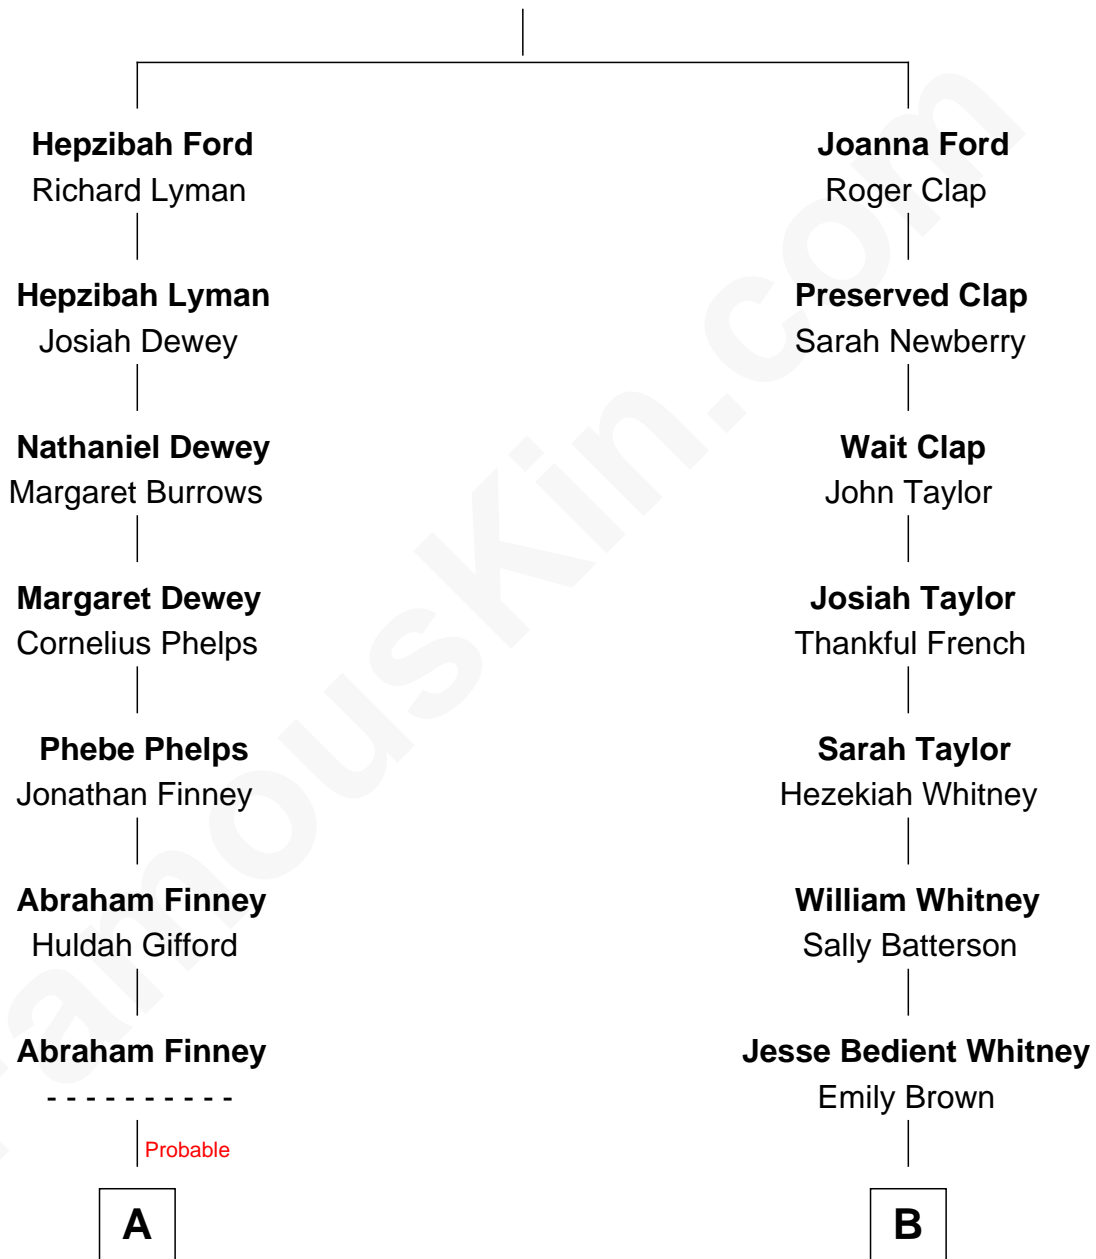 Hepzibah Ford
Richard Lyman
Joanna Ford
Roger Clap
Hepzibah Lyman
Josiah Dewey
Preserved Clap
Sarah Newberry
Nathaniel Dewey
Margaret Burrows
Wait Clap
John Taylor
Margaret Dewey
Cornelius Phelps
Josiah Taylor
Thankful French
Phebe Phelps
Jonathan Finney
Sarah Taylor
Hezekiah Whitney
Abraham Finney
Huldah Gifford
William Whitney
Sally Batterson
Abraham Finney
- - - - - - - - - -
Jesse Bedient Whitney
Emily Brown
Probable
A
B
FamousKin.com